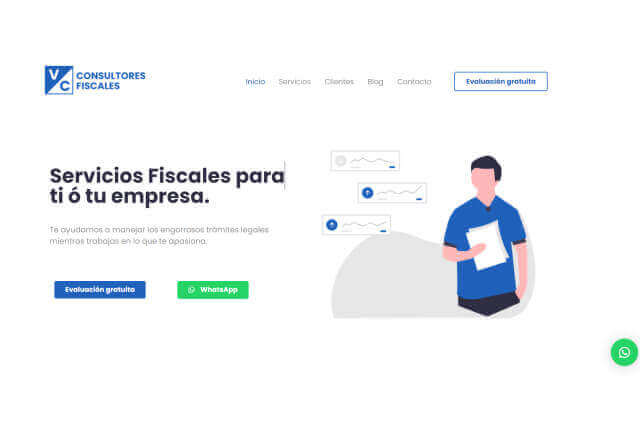 VC CONSULTORES
FISCALES
Inicio Servicios Clientes Blog Contacto Evaluación gratuita
Servicios Fiscales para
ti ó tu empresa.
Te ayudamos a manejar los engorrosos trámites legales
mientras trabajas en lo que te apasiona.
Evaluación gratuita WhatsApp